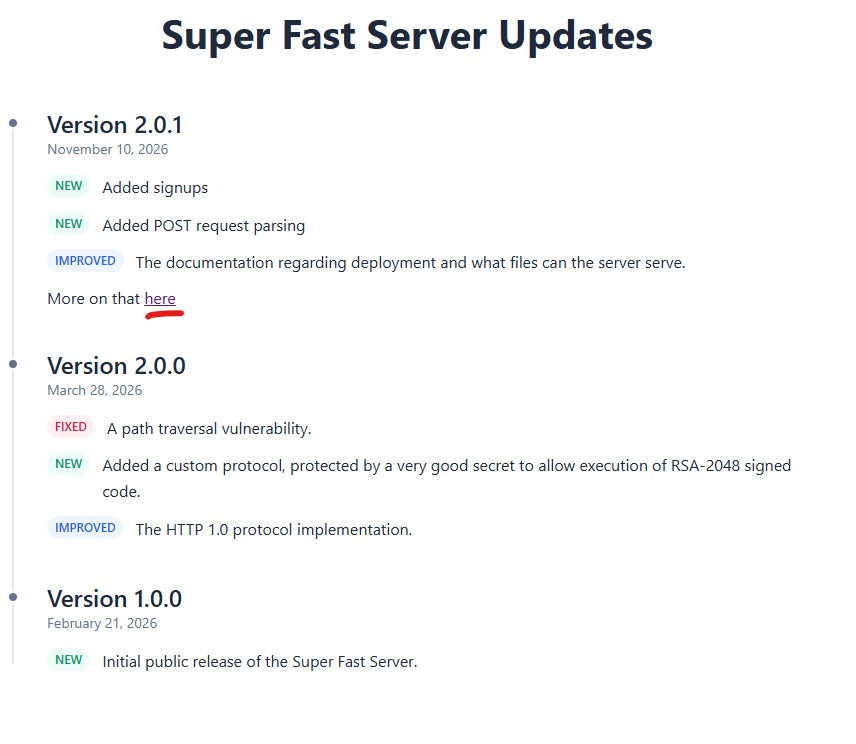 Super Fast Server Updates
Version 2.0.1
November 10, 2026
NEW Added signups
NEW Added POST request parsing
IMPROVED The documentation regarding deployment and what files can the server serve.
More on that here
Version 2.0.0
March 28, 2026
FIXED A path traversal vulnerability.
NEW Added a custom protocol, protected by a very good secret to allow execution of RSA-2048 signed
code.
IMPROVED The HTTP 1.0 protocol implementation.
Version 1.0.0
February 21, 2026
NEW Initial public release of the Super Fast Server.